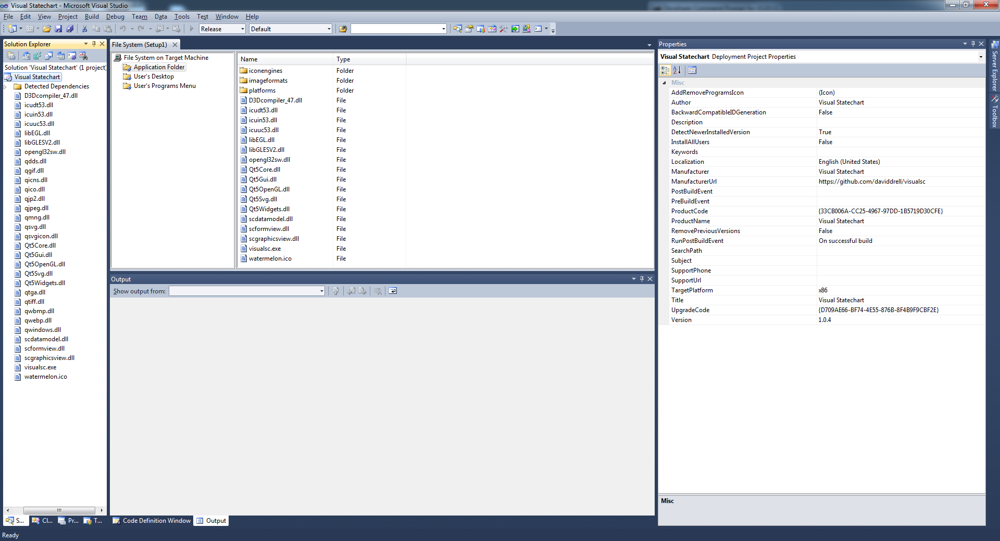 Visual Statechart - Microsoft Visual Studio
File Edit View Project Build Debug Team Data Tools Test Window Help
Release Default
Solution Explorer
Solution 'Visual Statechart' (1 project)
Visual Statechart
Detected Dependencies
D3Dcompiler_47.dll
icudt53.dll
icuin53.dll
icuuc53.dll
libEGL.dll
libGLESV2.dll
opengl32sw.dll
qdds.dll
qgif.dll
qicns.dll
qico.dll
qjp2.dll
qjpeg.dll
qmng.dll
qsvg.dll
qsvgicon.dll
Qt5Core.dll
Qt5Gui.dll
Qt5OpenGL.dll
Qt5Svg.dll
Qt5Widgets.dll
qtga.dll
qtiff.dll
qwbmp.dll
qwebp.dll
qwindows.dll
scdatamodel.dll
scformview.dll
scgraphicsview.dll
visualsc.exe
watermelon.ico
S... Cl... Pr... T...
File System (Setup1)
File System on Target Machine
Application Folder
User's Desktop
User's Programs Menu
Name Type
iconengines Folder
imageformats Folder
platforms Folder
D3Dcompiler_47.dll File
icudt53.dll File
icuin53.dll File
icuuc53.dll File
libEGL.dll File
libGLESV2.dll File
opengl32sw.dll File
Qt5Core.dll File
Qt5Gui.dll File
Qt5OpenGL.dll File
Qt5Svg.dll File
Qt5Widgets.dll File
scdatamodel.dll File
scformview.dll File
scgraphicsview.dll File
visualsc.exe File
watermelon.ico File
Output
Show output from:
Code Definition Window Output
Properties
Visual Statechart Deployment Project Properties
Misc
AddRemoveProgramsIcon (Icon)
Author Visual Statechart
BackwardCompatibleIDGeneration False
Description
DetectNewerInstalledVersion True
InstallAllUsers False
Keywords
Localization English (United States)
Manufacturer Visual Statechart
ManufacturerUrl https://github.com/daviddrell/visualsc
PostBuildEvent
PreBuildEvent
ProductCode {33CB006A-CC25-4967-97DD-1B5719D30CFE}
ProductName Visual Statechart
RemovePreviousVersions False
RunPostBuildEvent On successful build
SearchPath
Subject
SupportPhone
SupportUrl
TargetPlatform x86
Title Visual Statechart
UpgradeCode {D709AE66-BF74-4E55-876B-8F4B9F9CBF2E}
Version 1.0.4
Misc
Server Explorer
Toolbox
Ready